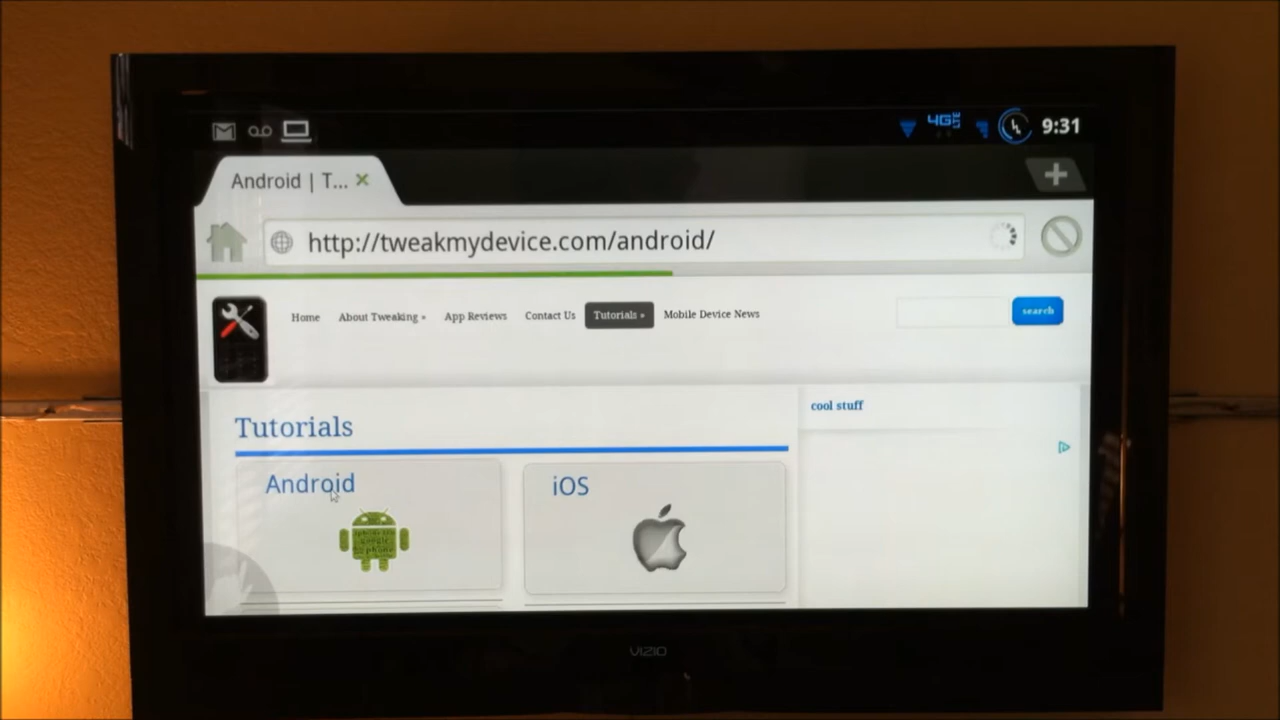 4G LTE
9:31
Android | T...
http://tweakmydevice.com/android/
Home About Tweaking » App Reviews Contact Us Tutorials » Mobile Device News search
Tutorials
cool stuff
Android iOS
VIZIO